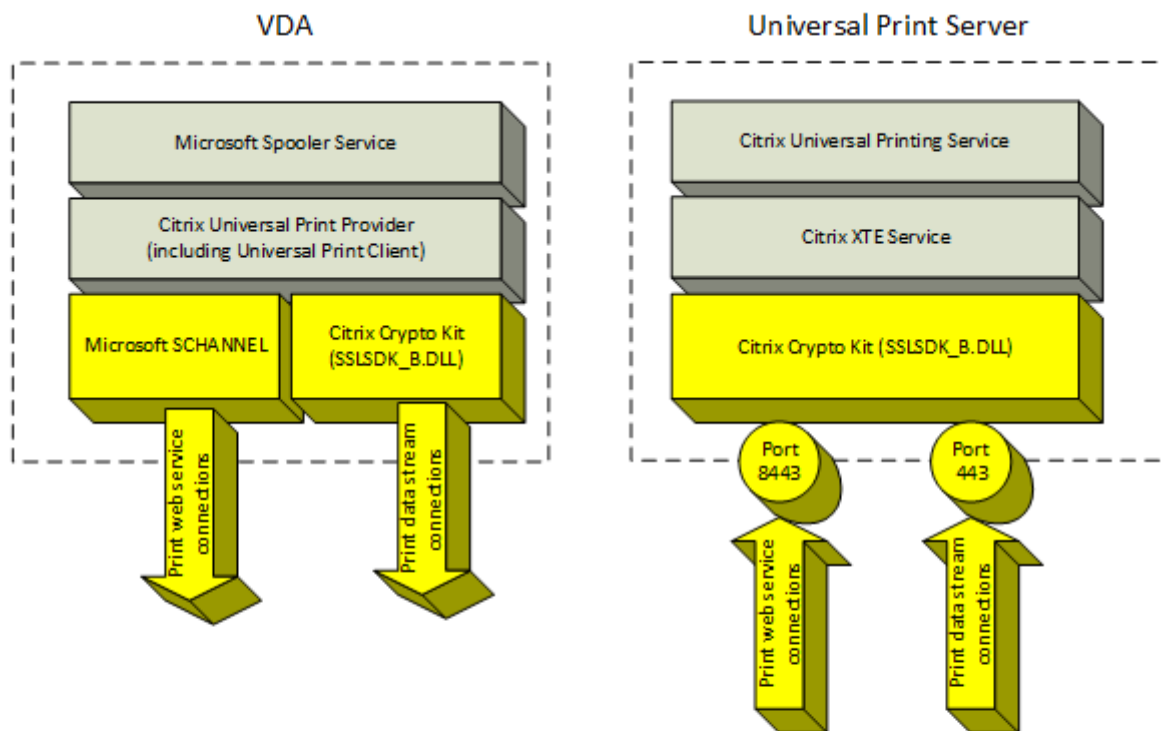 VDA
Microsoft Spooler Service
Citrix Universal Print Provider
(including Universal Print Client)
Microsoft SCHANNEL
Citrix Crypto Kit
(SSLSDK_B.DLL)
Print web service
connections
Print data stream
connections
Universal Print Server
Citrix Universal Printing Service
Citrix XTE Service
Citrix Crypto Kit (SSLSDK_B.DLL)
Port
8443
Port
443
Print web service
connections
Print data stream
connections